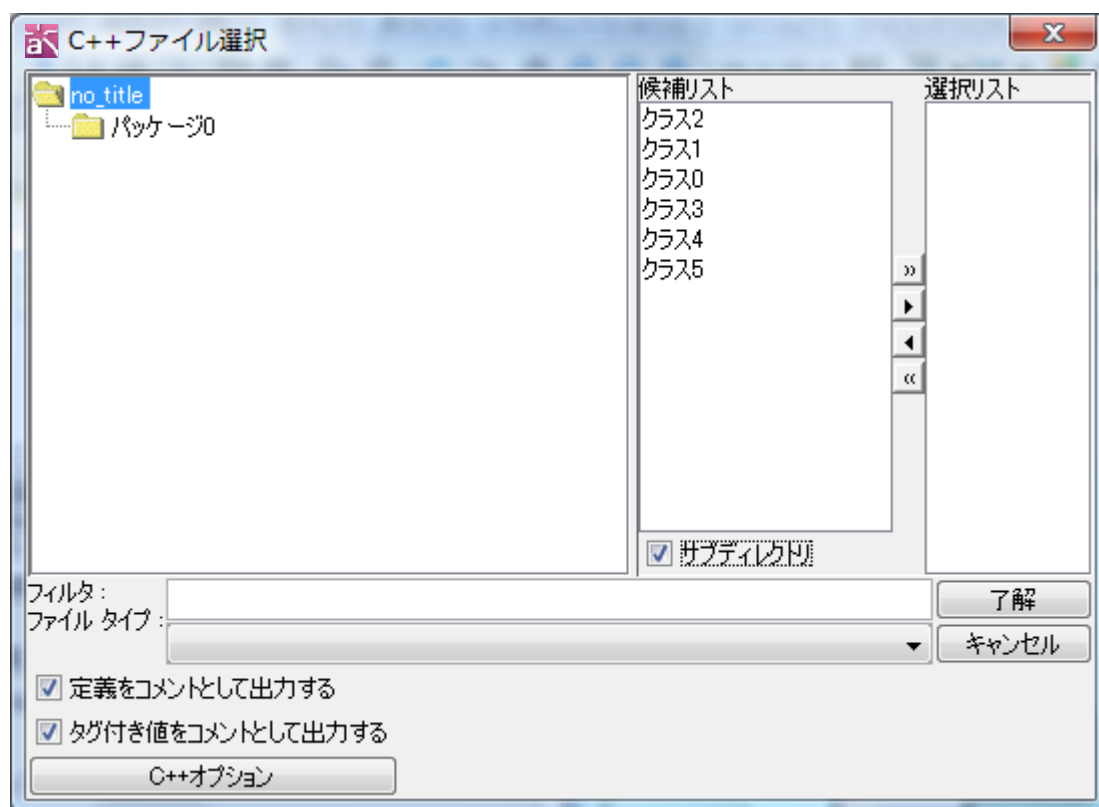 C++ファイル選択
no_title
パッケージ0
候補リスト
クラス2
クラス1
クラス0
クラス3
クラス4
クラス5
サブディレクトリ
選択リスト
フィルタ :
ファイル タイプ :
了解
キャンセル
定義をコメントとして出力する
タグ付き値をコメントとして出力する
C++オプション